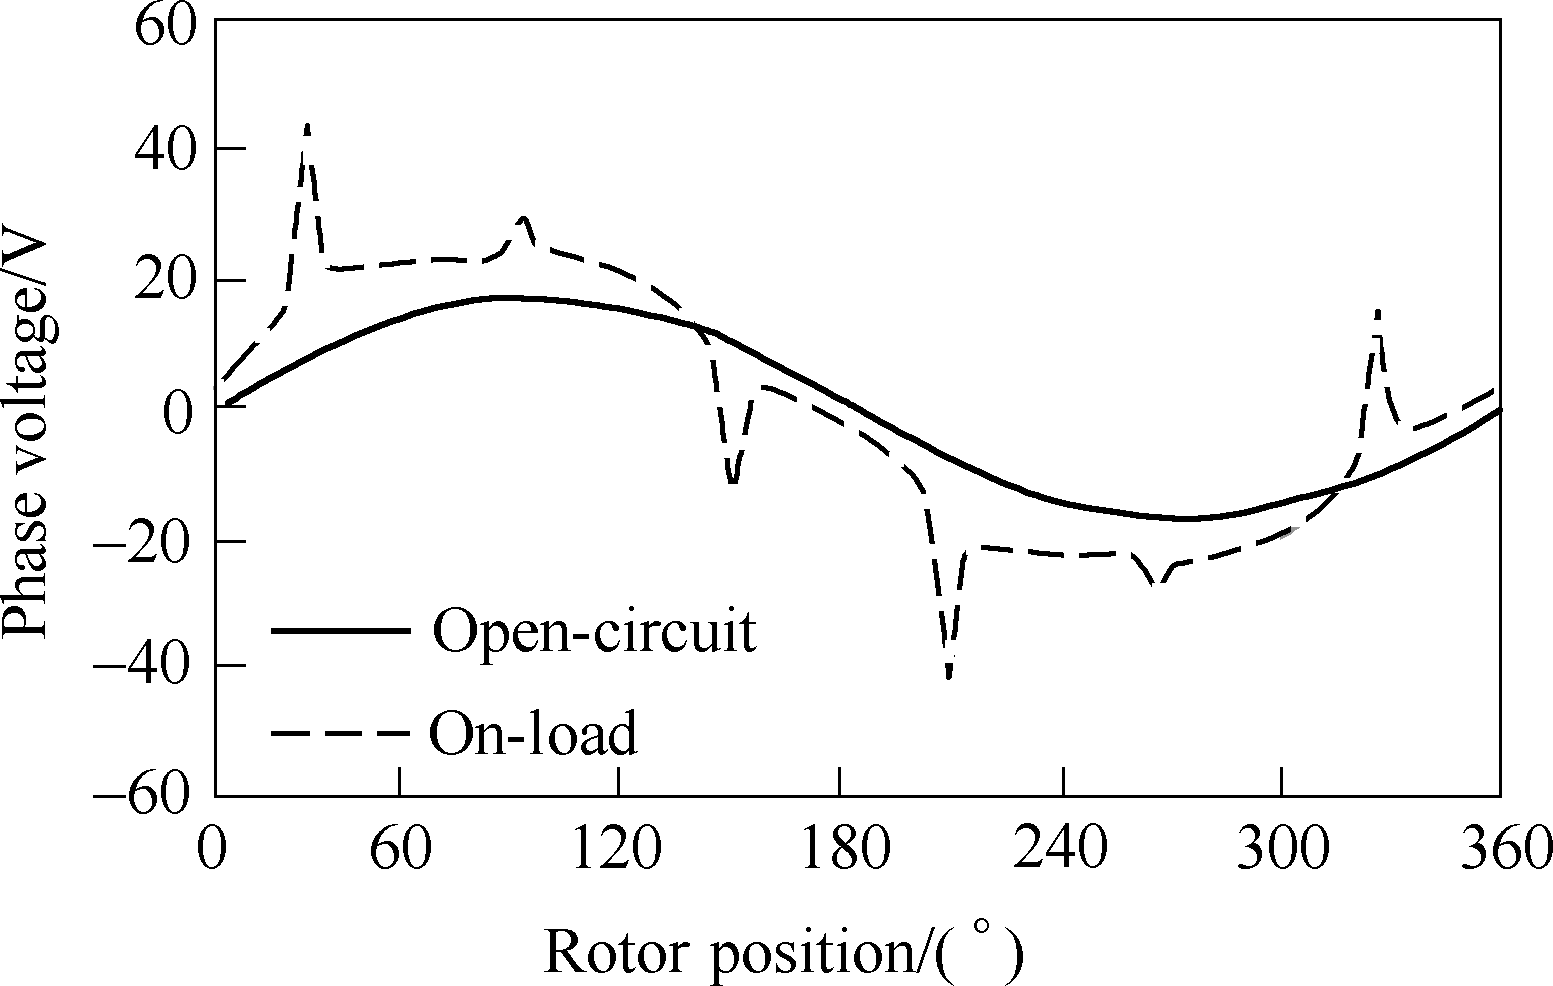 60
40
20
0
–20
–40
–60
Phase voltage/V
Open-circuit
On-load
0 60 120 180 240 300 360
Rotor position/(°)